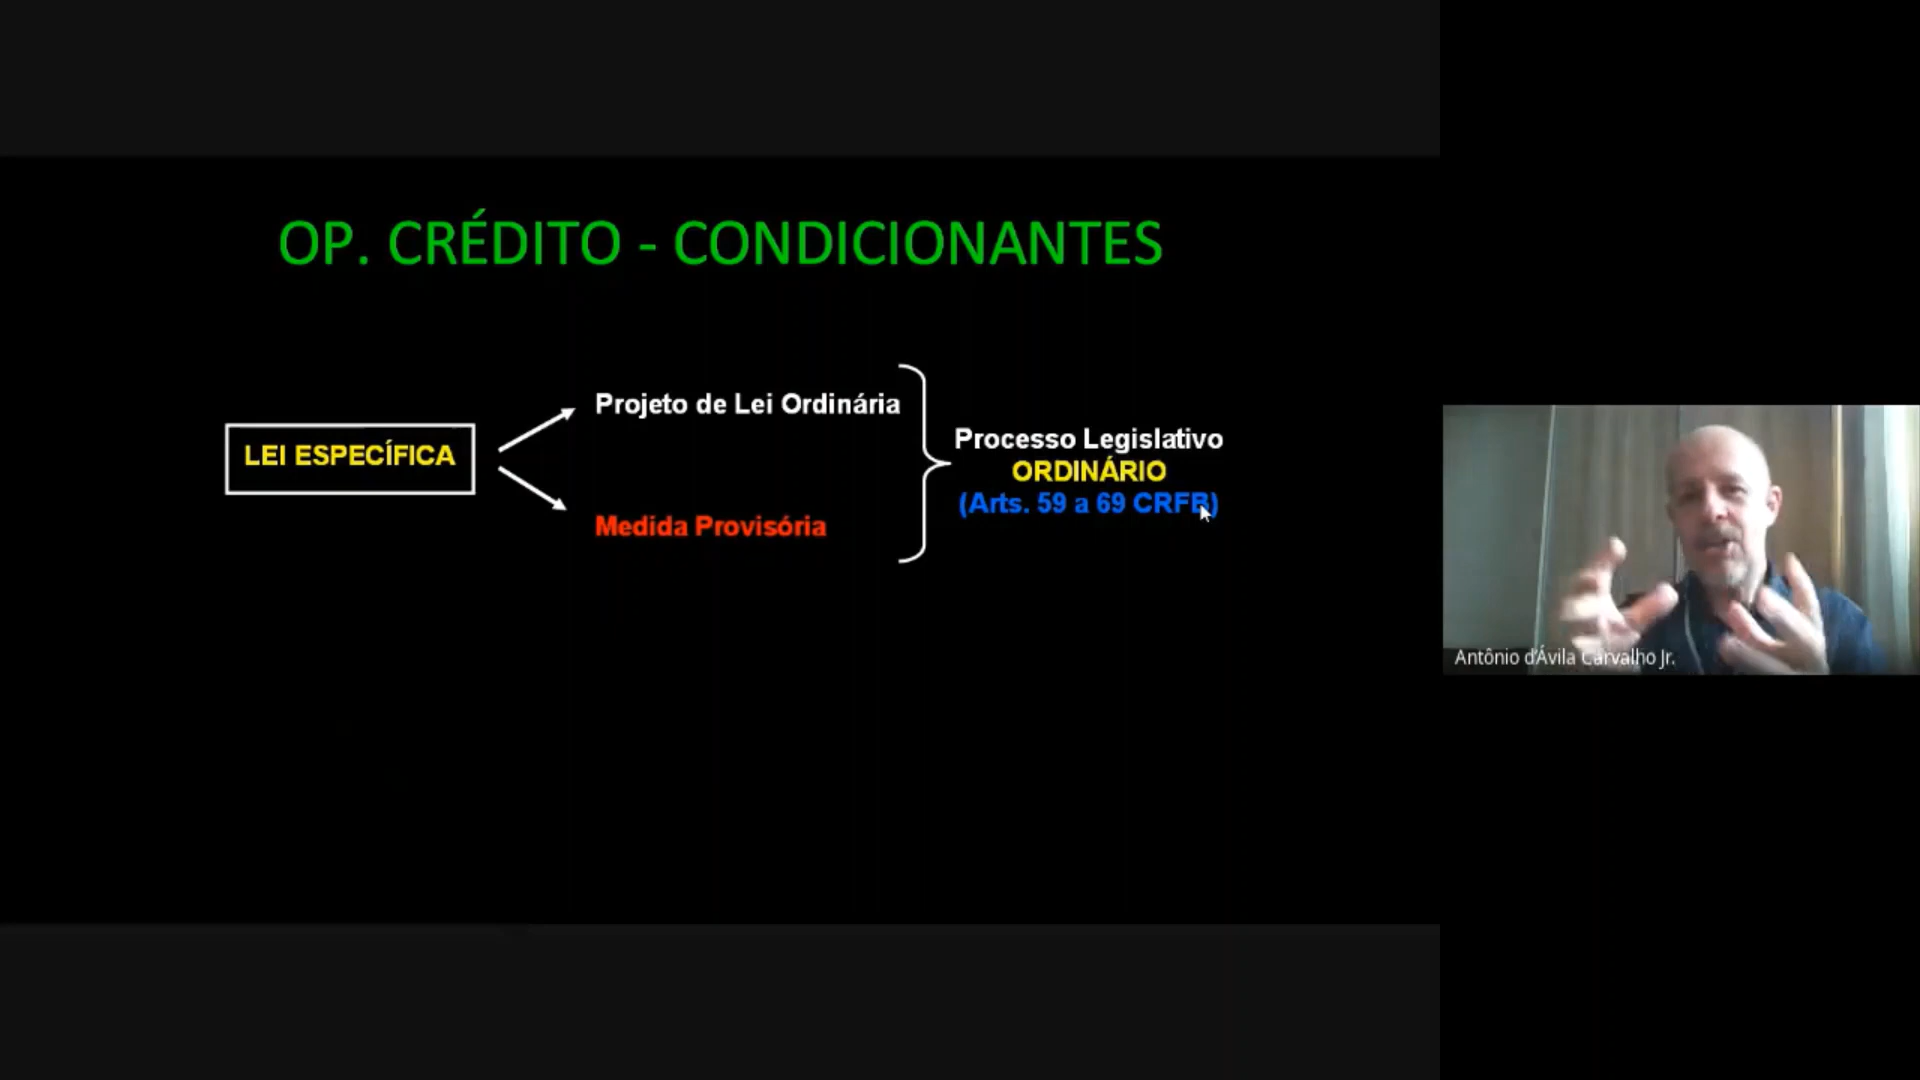 OP. CRÉDITO - CONDICIONANTES
LEI ESPECÍFICA
Projeto de Lei Ordinária
Medida Provisória
Processo Legislativo
ORDINÁRIO
(Arts. 59 a 69 CRFB)
Antônio d'Ávila Carvalho Jr.